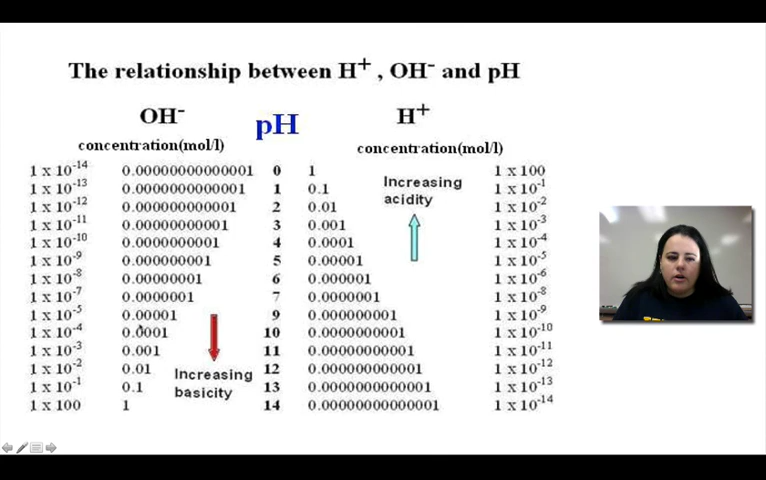 The relationship between H⁺ , OH⁻ and pH
OH⁻ pH H⁺
concentration(mol/l) concentration(mol/l)
1 x 10⁻¹⁴ 0.00000000000001 0 1 1 x 100
1 x 10⁻¹³ 0.0000000000001 1 0.1 1 x 10⁻¹
1 x 10⁻¹² 0.000000000001 2 0.01 1 x 10⁻²
1 x 10⁻¹¹ 0.00000000001 3 0.001 1 x 10⁻³
1 x 10⁻¹⁰ 0.0000000001 4 0.0001 1 x 10⁻⁴
1 x 10⁻⁹ 0.000000001 5 0.00001 1 x 10⁻⁵
1 x 10⁻⁸ 0.00000001 6 0.000001 1 x 10⁻⁶
1 x 10⁻⁷ 0.0000001 7 0.0000001 1 x 10⁻⁸
1 x 10⁻⁵ 0.00001 9 0.000000001 1 x 10⁻⁹
1 x 10⁻⁴ 0.0001 10 0.0000000001 1 x 10⁻¹⁰
1 x 10⁻³ 0.001 11 0.00000000001 1 x 10⁻¹¹
1 x 10⁻² 0.01 12 0.000000000001 1 x 10⁻¹²
1 x 10⁻¹ 0.1 13 0.0000000000001 1 x 10⁻¹³
1 x 100 1 14 0.00000000000001 1 x 10⁻¹⁴
Increasing
acidity
Increasing
basicity